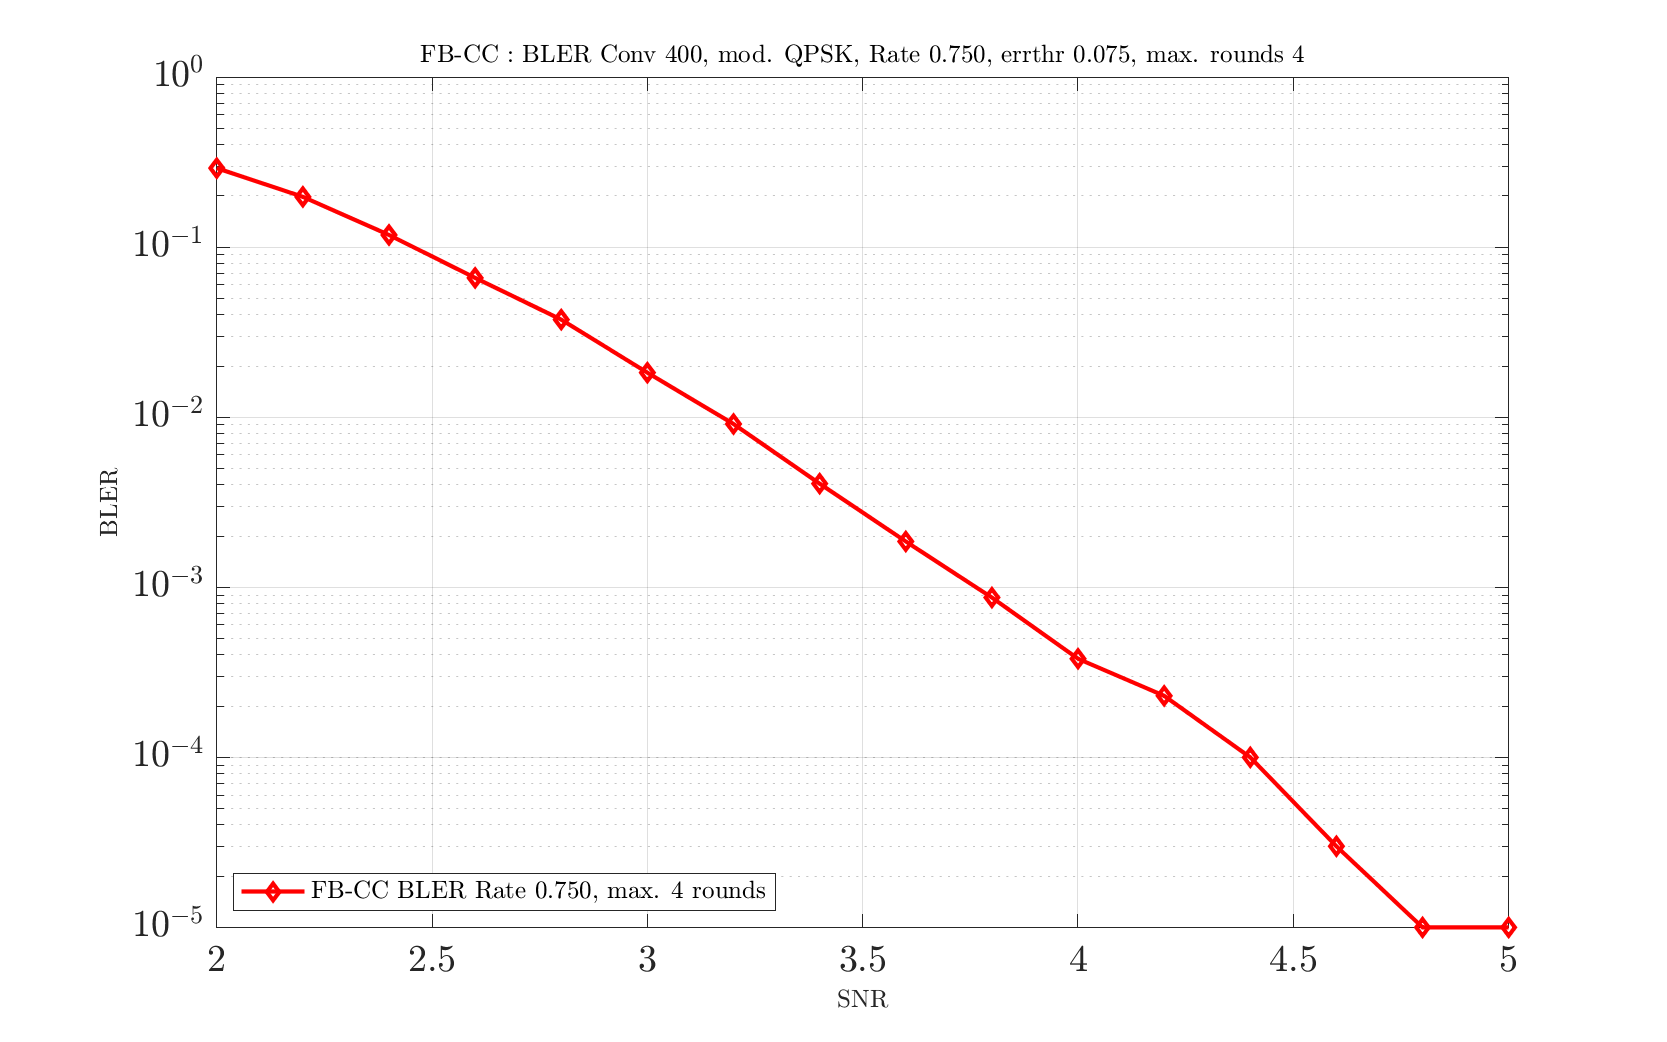 FB-CC : BLER Conv 400, mod. QPSK, Rate 0.750, errthr 0.075, max. rounds 4
10^0
10^-1
10^-2
10^-3
10^-4
10^-5
BLER
FB-CC BLER Rate 0.750, max. 4 rounds
2 2.5 3 3.5 4 4.5 5
SNR